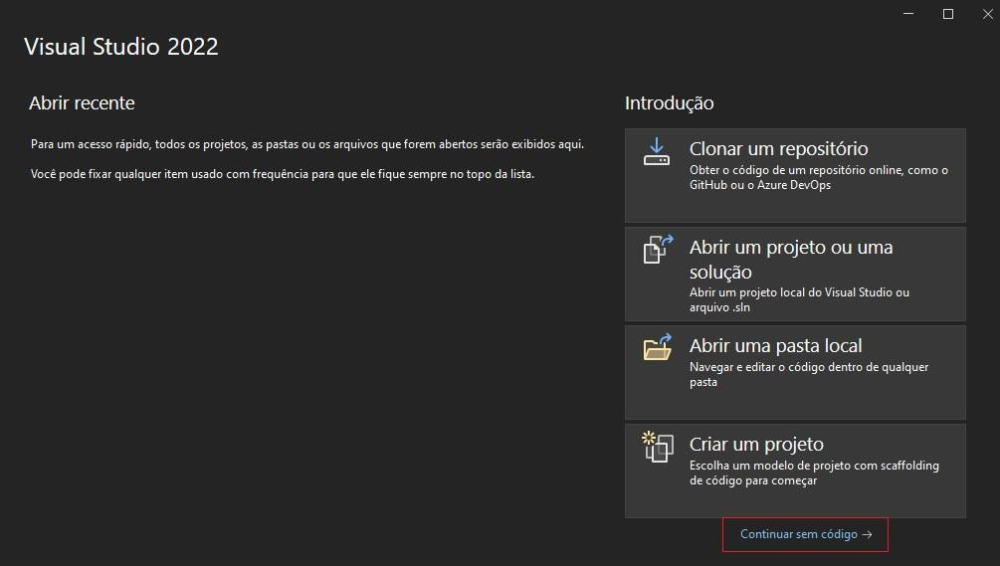 Visual Studio 2022
Abrir recente
Para um acesso rápido, todos os projetos, as pastas ou os arquivos que forem abertos serão exibidos aqui.
Você pode fixar qualquer item usado com frequência para que ele fique sempre no topo da lista.
Introdução
Clonar um repositório
Obter o código de um repositório online, como o
GitHub ou o Azure DevOps
Abrir um projeto ou uma
solução
Abrir um projeto local do Visual Studio ou
arquivo .sln
Abrir uma pasta local
Navegar e editar o código dentro de qualquer
pasta
Criar um projeto
Escolha um modelo de projeto com scaffolding
de código para começar
Continuar sem código →